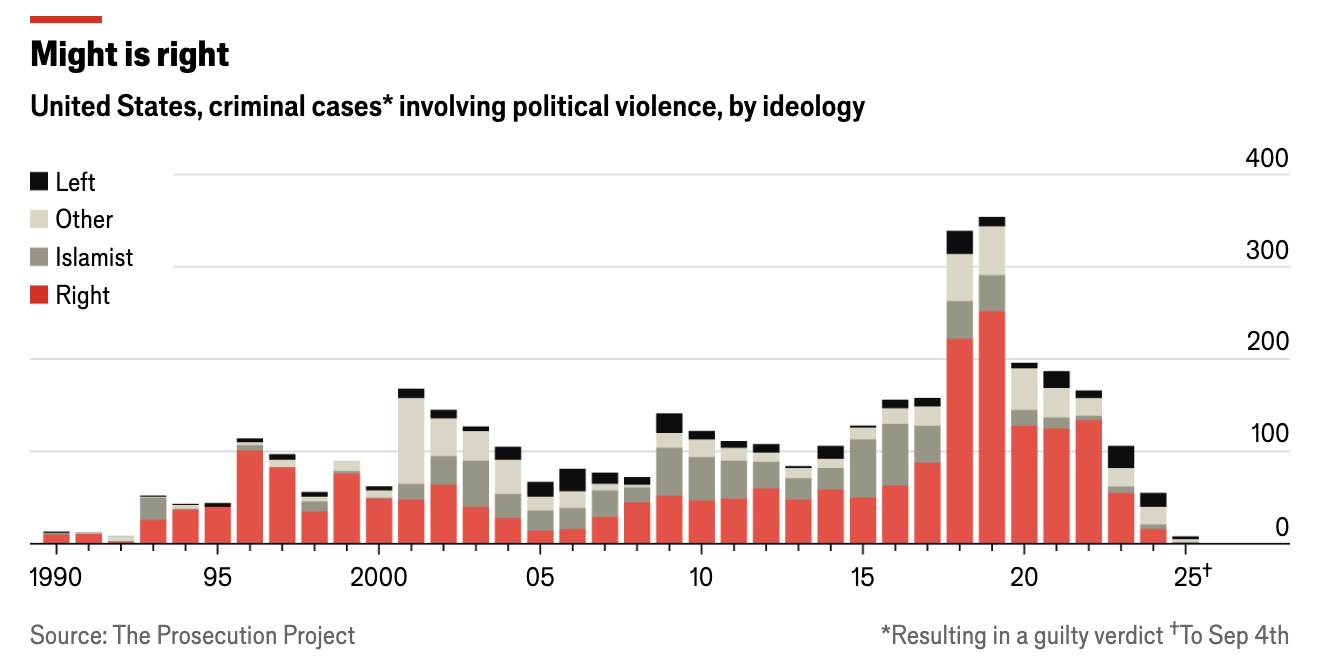 Might is right
United States, criminal cases* involving political violence, by ideology
Left
Other
Islamist
Right
400
300
200
100
0
1990 95 2000 05 10 15 20 25†
Source: The Prosecution Project
*Resulting in a guilty verdict †To Sep 4th